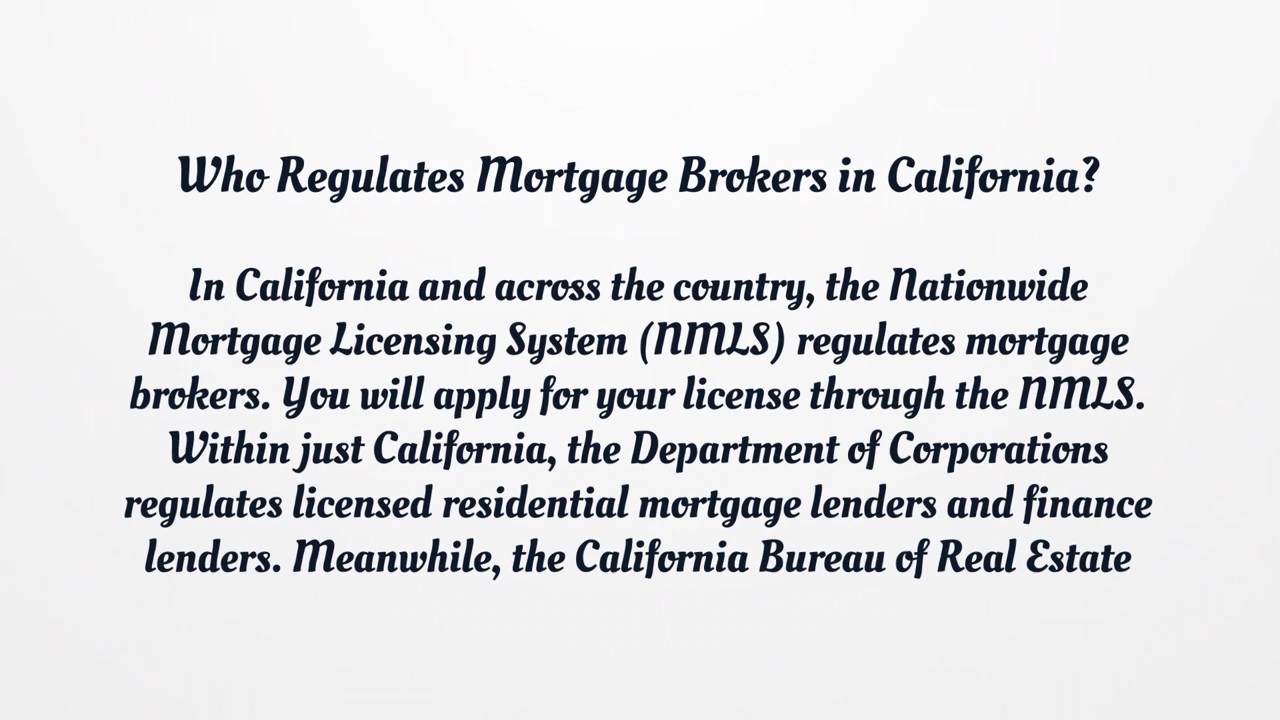 Who Regulates Mortgage Brokers in California?
In California and across the country, the Nationwide
Mortgage Licensing System (NMLS) regulates mortgage
brokers. You will apply for your license through the NMLS.
Within just California, the Department of Corporations
regulates licensed residential mortgage lenders and finance
lenders. Meanwhile, the California Bureau of Real Estate